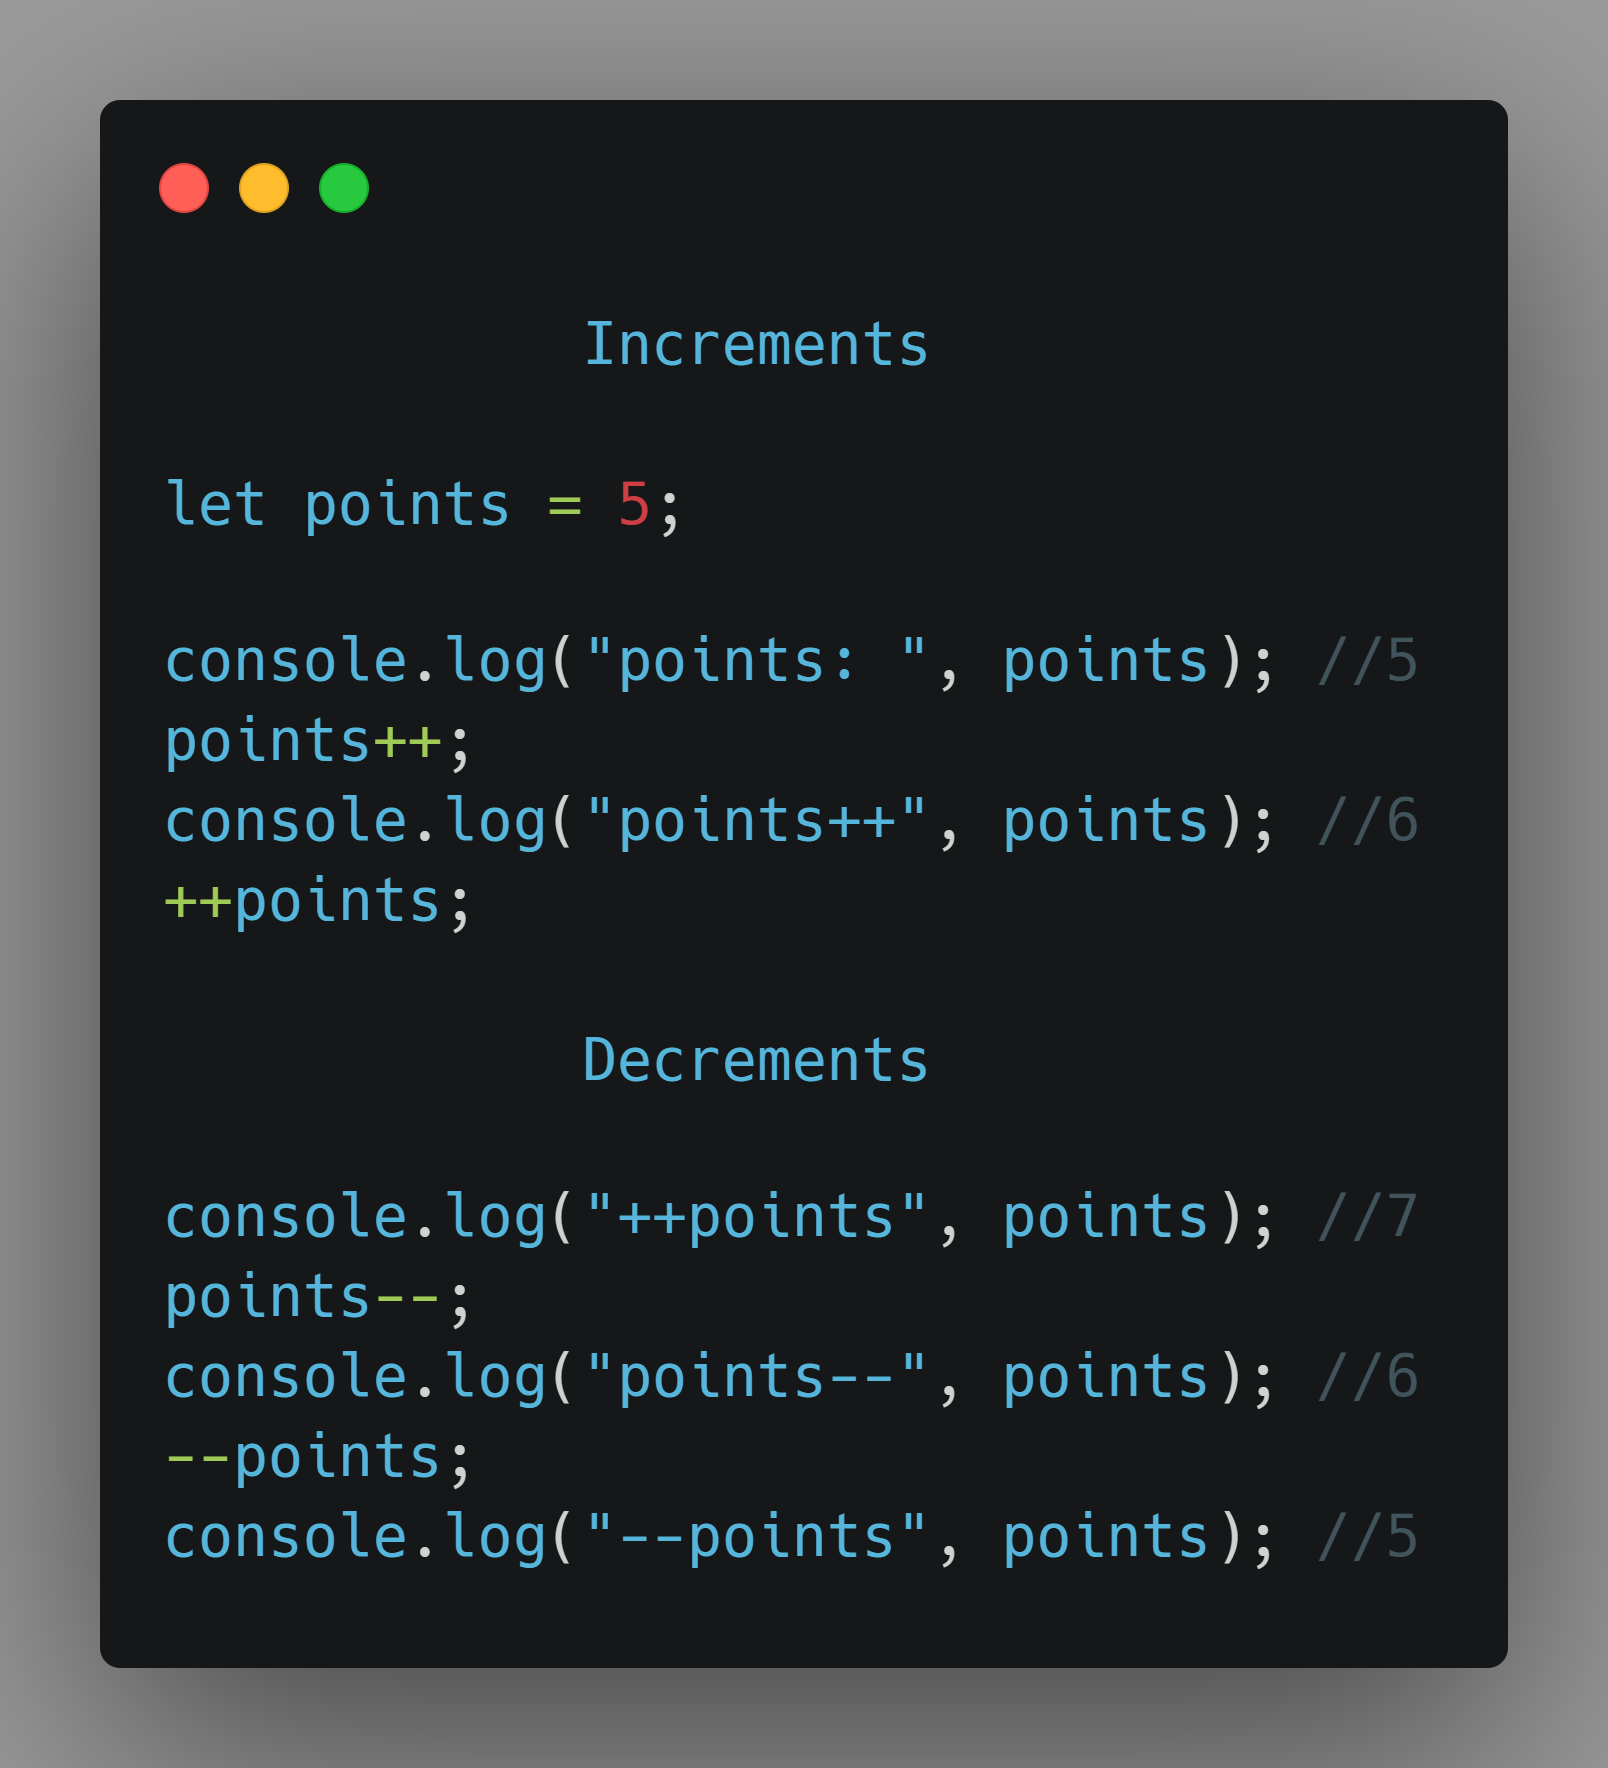 Increments
let points = 5;
console.log("points: ", points); //5
points++;
console.log("points++", points); //6
++points;
Decrements
console.log("++points", points); //7
points--;
console.log("points--", points); //6
--points;
console.log("--points", points); //5